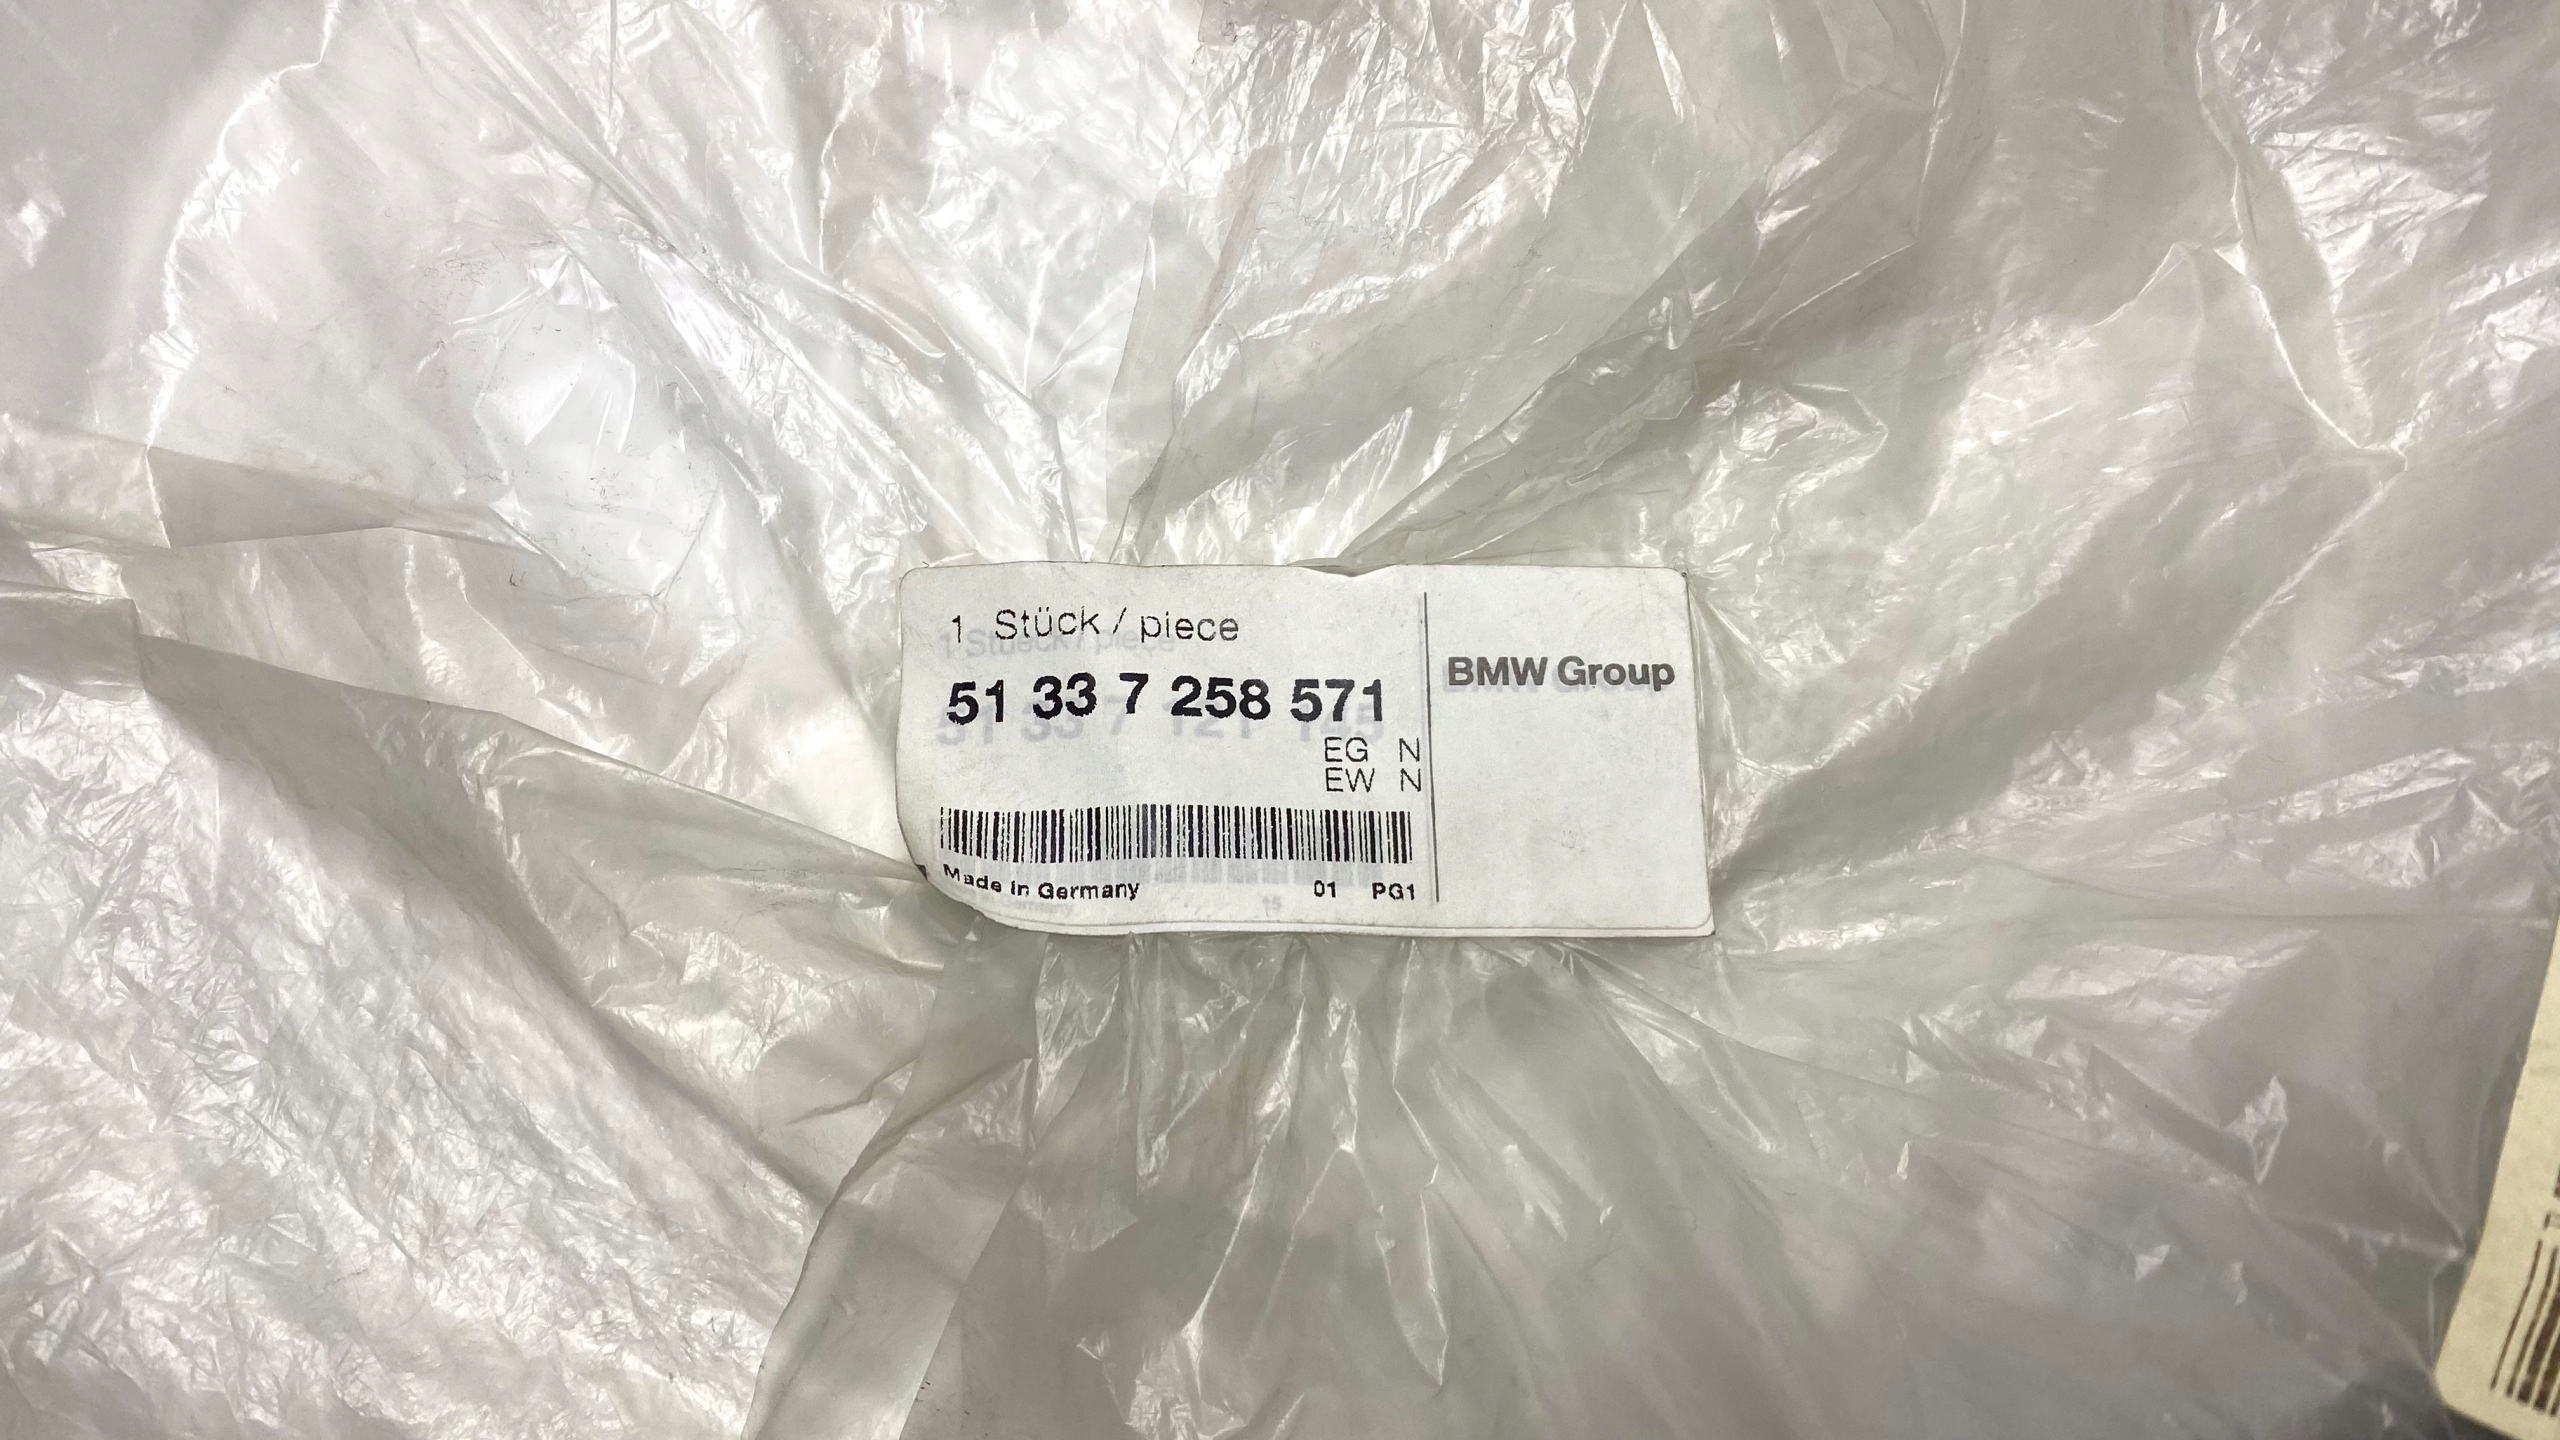 1 Stück / piece
51 33 7 258 571
EG N
EW N
Made in Germany 01 PG1
BMW Group